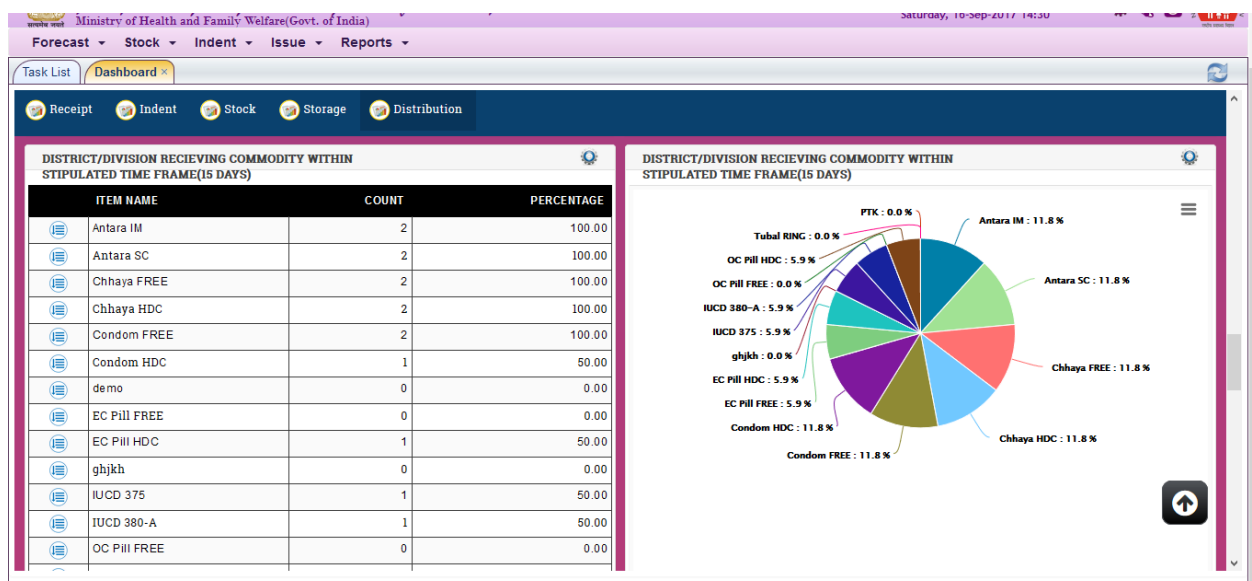 Ministry of Health and Family Welfare(Govt. of India)
Saturday, 16-Sep-2017 14:30
Forecast Stock Indent Issue Reports
Task List Dashboard ×
Receipt Indent Stock Storage Distribution
DISTRICT/DIVISION RECIEVING COMMODITY WITHIN
STIPULATED TIME FRAME(15 DAYS)
ITEM NAME COUNT PERCENTAGE
Antara IM 2 100.00
Antara SC 2 100.00
Chhaya FREE 2 100.00
Chhaya HDC 2 100.00
Condom FREE 2 100.00
Condom HDC 1 50.00
demo 0 0.00
EC Pill FREE 0 0.00
EC Pill HDC 1 50.00
ghjkh 0 0.00
IUCD 375 1 50.00
IUCD 380-A 1 50.00
OC Pill FREE 0 0.00
DISTRICT/DIVISION RECIEVING COMMODITY WITHIN
STIPULATED TIME FRAME(15 DAYS)
PTK : 0.0 %
Antara IM : 11.8 %
Tubal RING : 0.0 %
OC Pill HDC : 5.9 %
Antara SC : 11.8 %
OC Pill FREE : 0.0 %
IUCD 380-A : 5.9 %
IUCD 375 : 5.9 %
ghjkh : 0.0 %
Chhaya FREE : 11.8 %
EC Pill HDC : 5.9 %
EC Pill FREE : 5.9 %
Condom HDC : 11.8 %
Chhaya HDC : 11.8 %
Condom FREE : 11.8 %